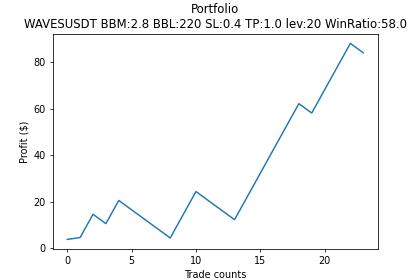 Portfolio
WAVESUSDT BBM:2.8 BBL:220 SL:0.4 TP:1.0 lev:20 WinRatio:58.0
Profit ($)
80
60
40
20
0
0 5 10 15 20
Trade counts